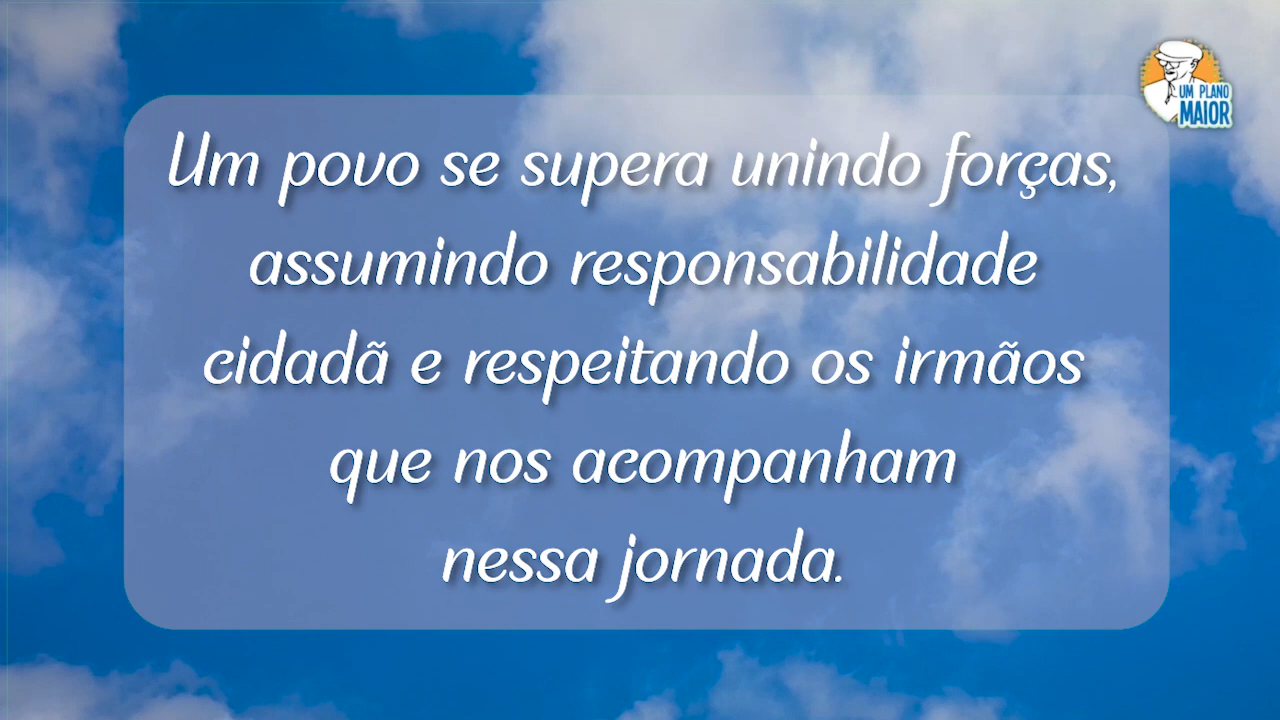 UM PLANO
MAIOR
Um povo se supera unindo forças,
assumindo responsabilidade
cidadã e respeitando os irmãos
que nos acompanham
nessa jornada.